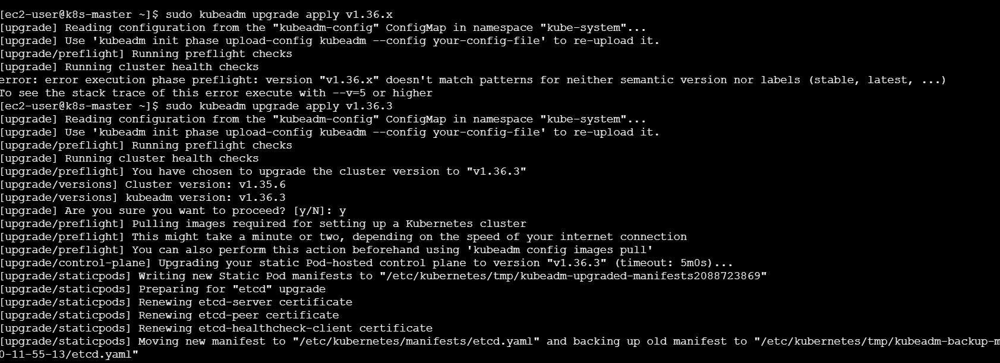 [ec2-user@k8s-master ~]$ sudo kubeadm upgrade apply v1.36.x
[upgrade] Reading configuration from the "kubeadm-config" ConfigMap in namespace "kube-system"...
[upgrade] Use 'kubeadm init phase upload-config kubeadm --config your-config-file' to re-upload it.
[upgrade/preflight] Running preflight checks
[upgrade] Running cluster health checks
error: error execution phase preflight: version "v1.36.x" doesn't match patterns for neither semantic version nor labels (stable, latest, ...)
To see the stack trace of this error execute with --v=5 or higher
[ec2-user@k8s-master ~]$ sudo kubeadm upgrade apply v1.36.3
[upgrade] Reading configuration from the "kubeadm-config" ConfigMap in namespace "kube-system"...
[upgrade] Use 'kubeadm init phase upload-config kubeadm --config your-config-file' to re-upload it.
[upgrade/preflight] Running preflight checks
[upgrade] Running cluster health checks
[upgrade/preflight] You have chosen to upgrade the cluster version to "v1.36.3"
[upgrade/versions] Cluster version: v1.35.6
[upgrade/versions] kubeadm version: v1.36.3
[upgrade] Are you sure you want to proceed? [y/N]: y
[upgrade/preflight] Pulling images required for setting up a Kubernetes cluster
[upgrade/preflight] This might take a minute or two, depending on the speed of your internet connection
[upgrade/preflight] You can also perform this action beforehand using 'kubeadm config images pull'
[upgrade/control-plane] Upgrading your static Pod-hosted control plane to version "v1.36.3" (timeout: 5m0s)...
[upgrade/staticpods] Writing new Static Pod manifests to "/etc/kubernetes/tmp/kubeadm-upgraded-manifests2088723869"
[upgrade/staticpods] Preparing for "etcd" upgrade
[upgrade/staticpods] Renewing etcd-server certificate
[upgrade/staticpods] Renewing etcd-peer certificate
[upgrade/staticpods] Renewing etcd-healthcheck-client certificate
[upgrade/staticpods] Moving new manifest to "/etc/kubernetes/manifests/etcd.yaml" and backing up old manifest to "/etc/kubernetes/tmp/kubeadm-backup-m
0-11-55-13/etcd.yaml"